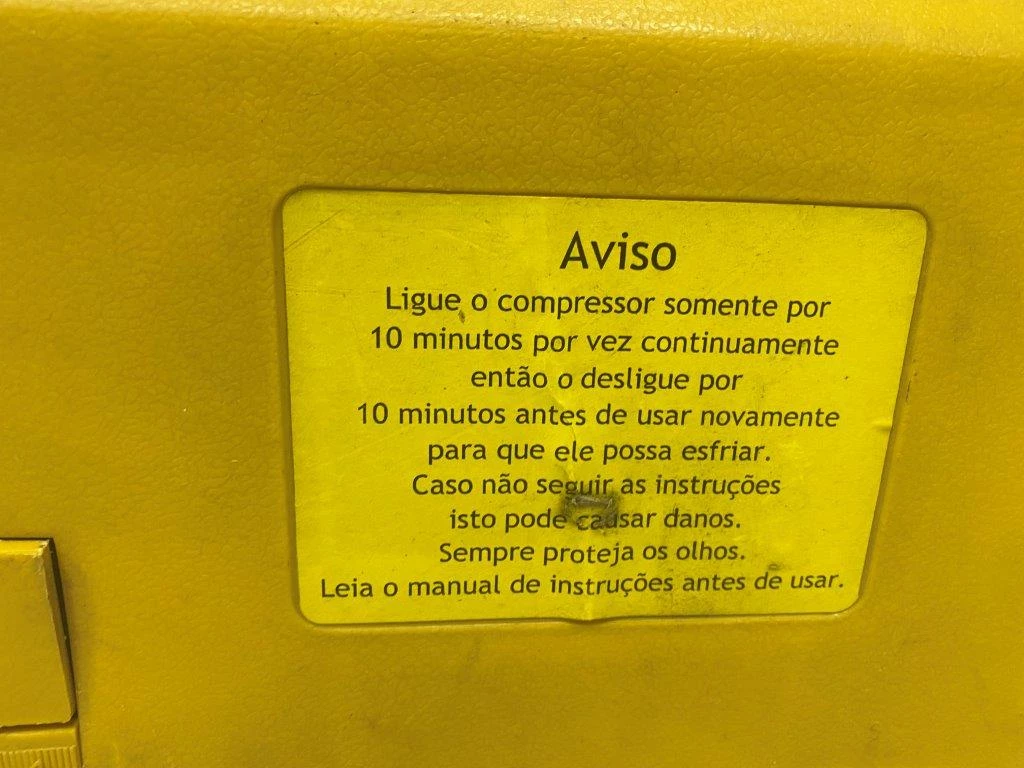 Aviso
Ligue o compressor somente por
10 minutos por vez continuamente
então o desligue por
10 minutos antes de usar novamente
para que ele possa esfriar.
Caso não seguir as instruções
isto pode causar danos.
Sempre proteja os olhos.
Leia o manual de instruções antes de usar.